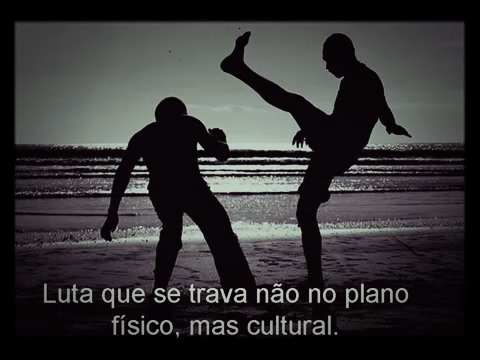 Luta que se trava não no plano
físico, mas cultural.